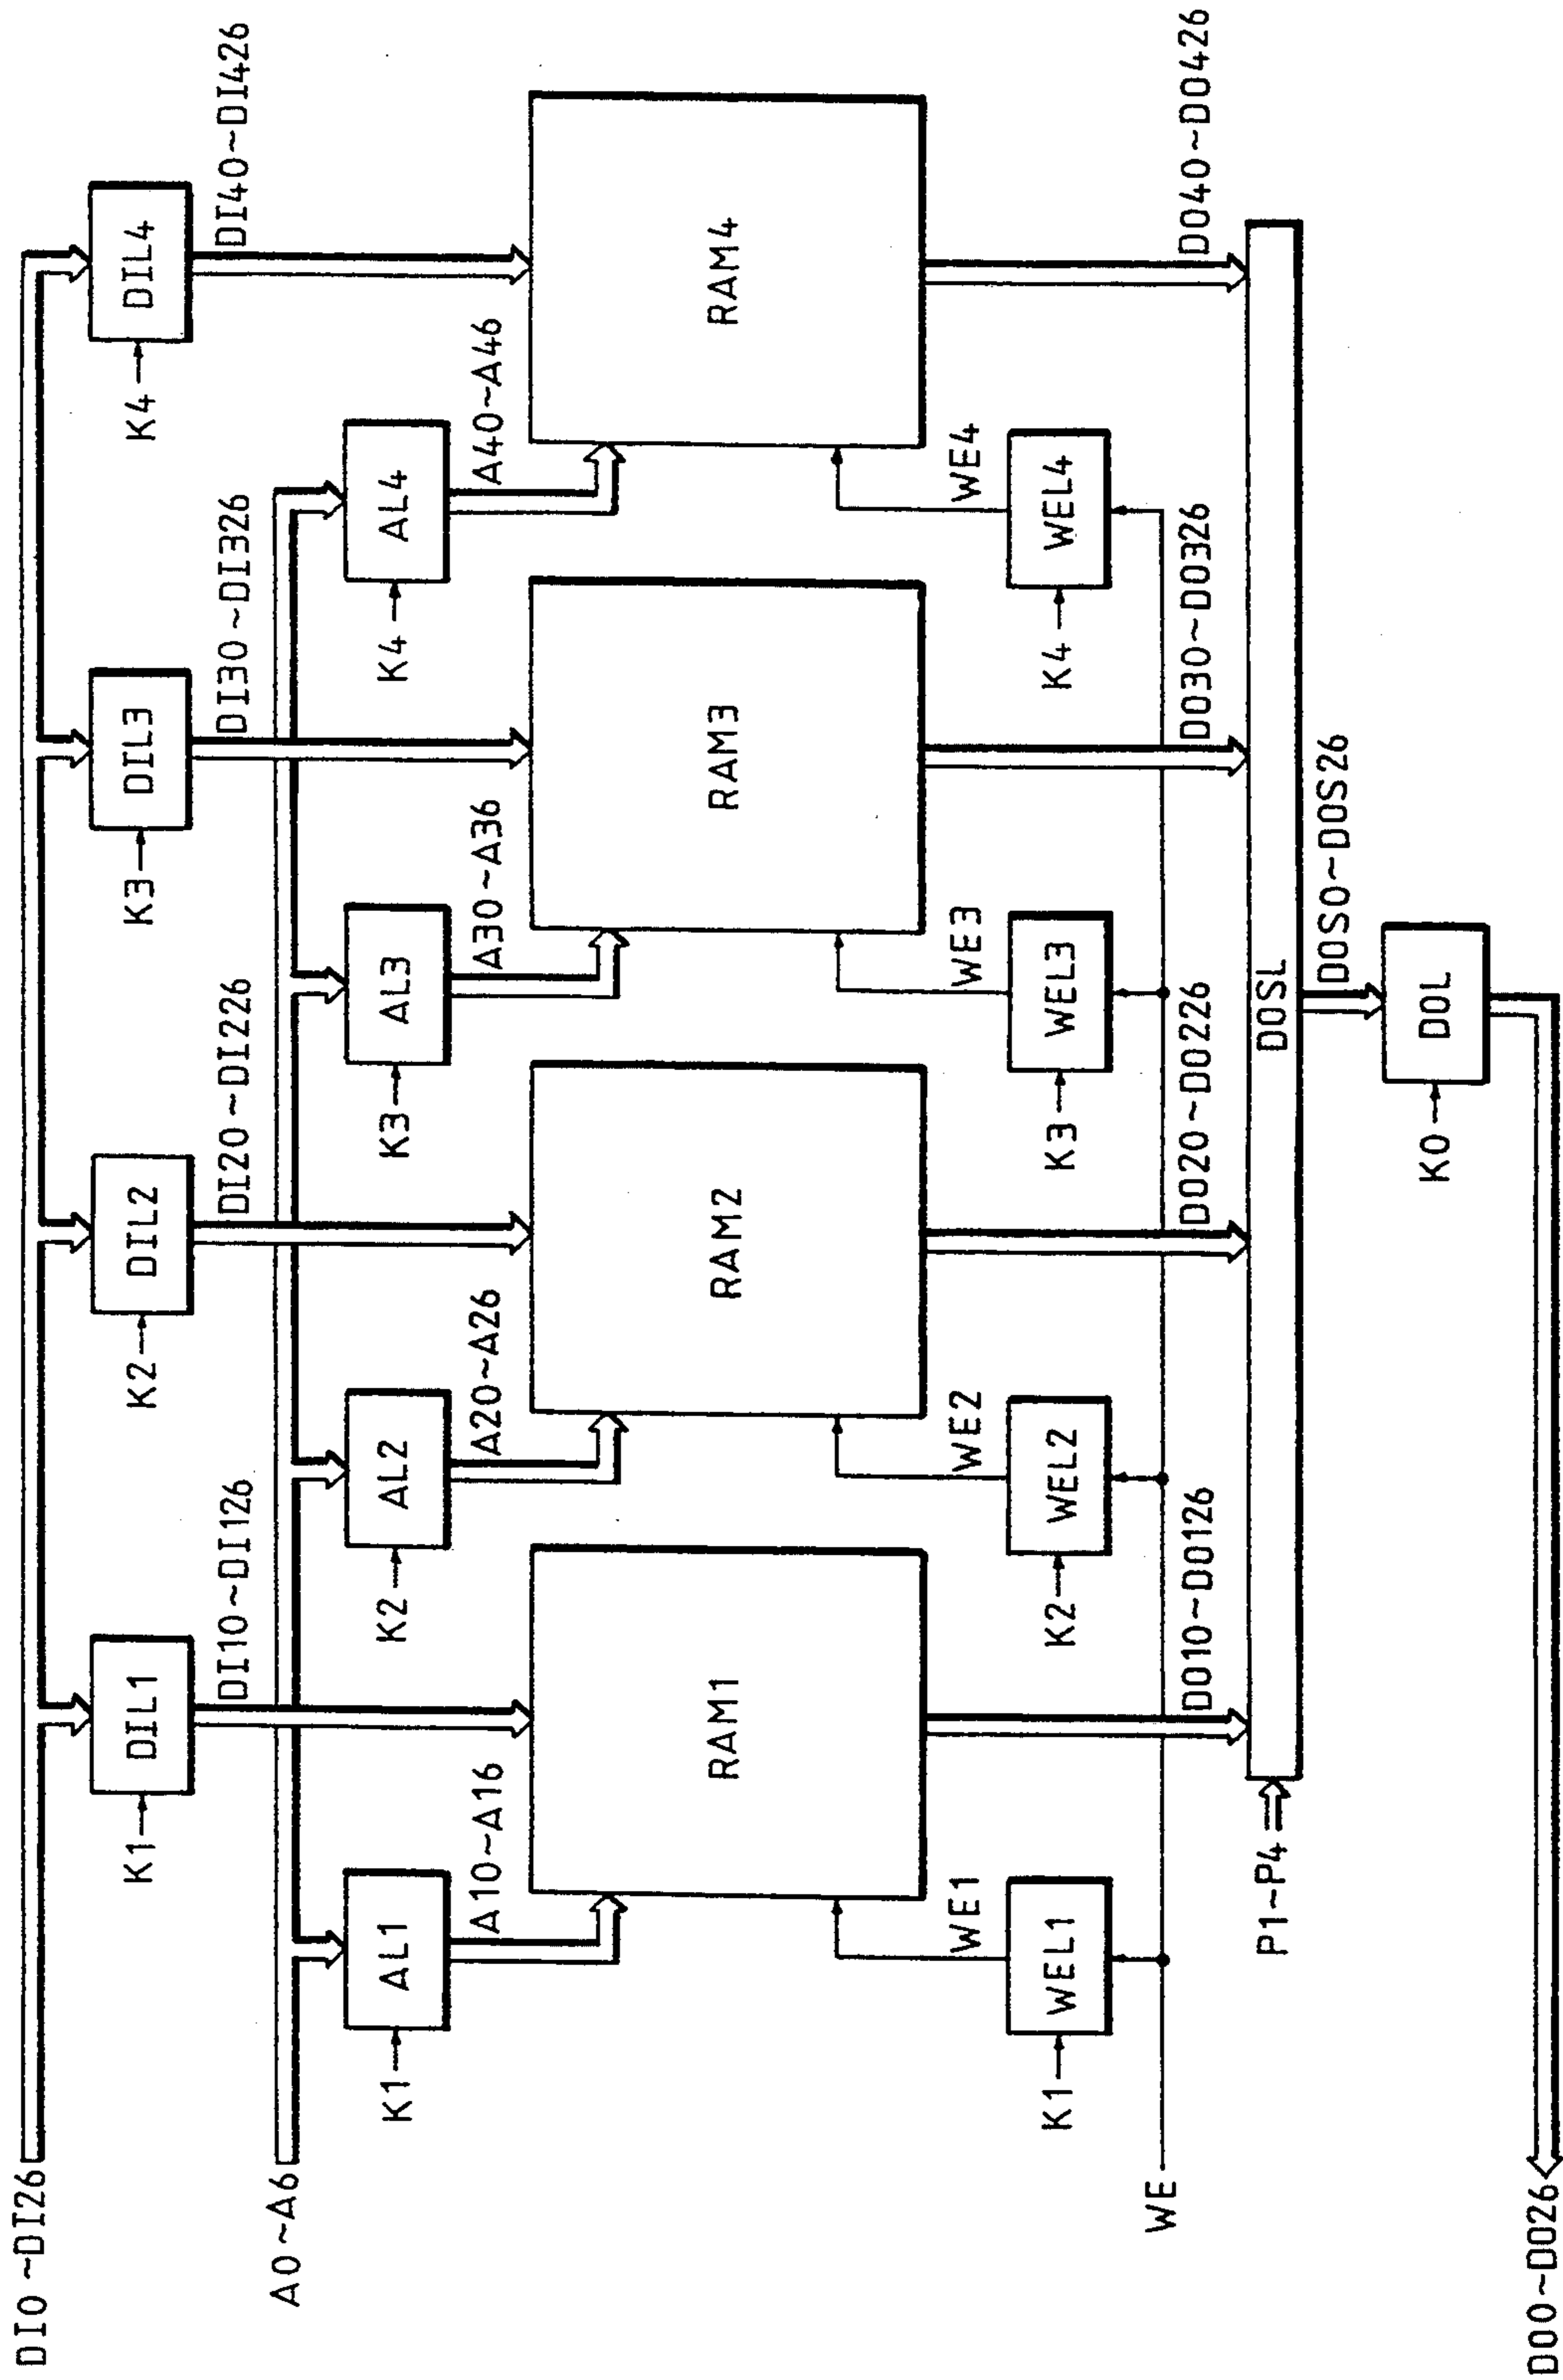 DI0~DI26
K1→ DIL1
K2→ DIL2
K3→ DIL3
K4→ DIL4
DI10~DI126
DI20~DI226
DI30~DI326
DI40~DI426
A0~A6
K1→ AL1
K2→ AL2
K3→ AL3
K4→ AL4
A10~A16
A20~A26
A30~A36
A40~A46
RAM1
RAM2
RAM3
RAM4
WE1
WE2
WE3
WE4
K1→ WEL1
K2→ WEL2
K3→ WEL3
K4→ WEL4
WE
DO10~DO126
DO20~DO226
DO30~DO326
DO40~DO426
P1~P4
DOSL
DOS0~DOS26
K0→ DOL
DO0~DO26